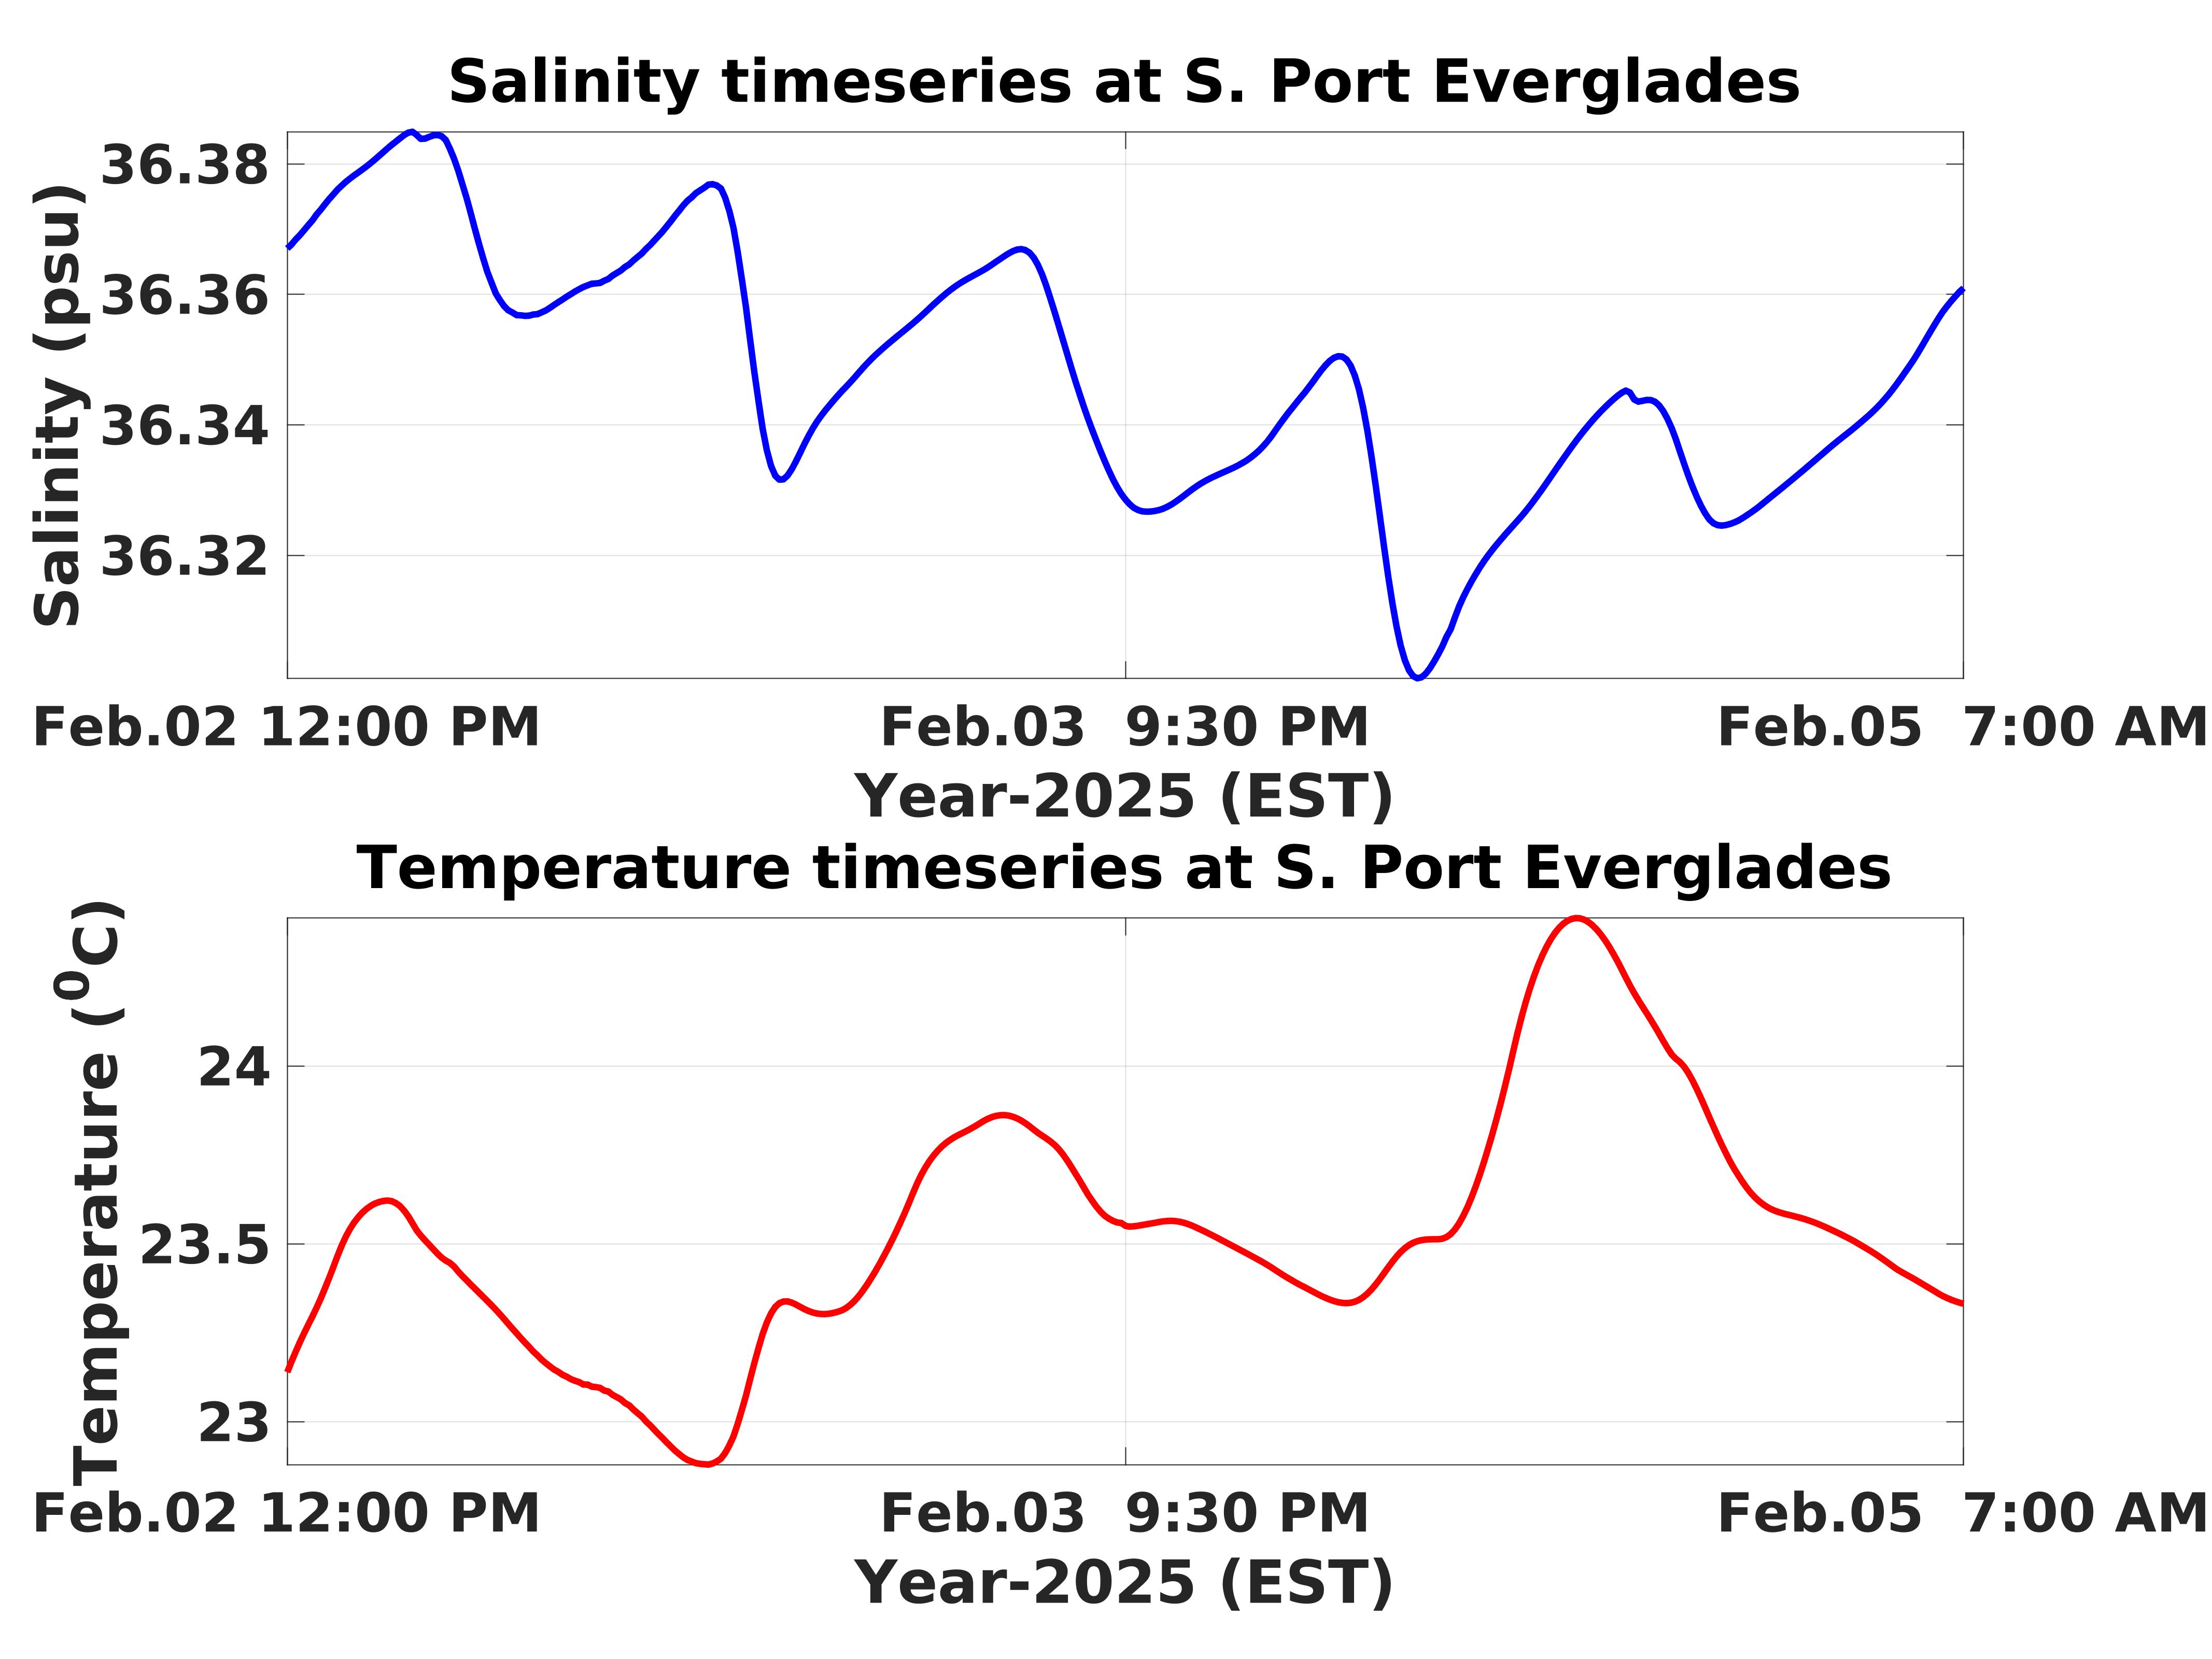 Salinity timeseries at S. Port Everglades
Salinity (psu)
36.38
36.36
36.34
36.32
Feb.02 12:00 PM
Feb.03 9:30 PM
Feb.05 7:00 AM
Year-2025 (EST)
Temperature timeseries at S. Port Everglades
Temperature (⁰C)
24
23.5
23
Feb.02 12:00 PM
Feb.03 9:30 PM
Feb.05 7:00 AM
Year-2025 (EST)